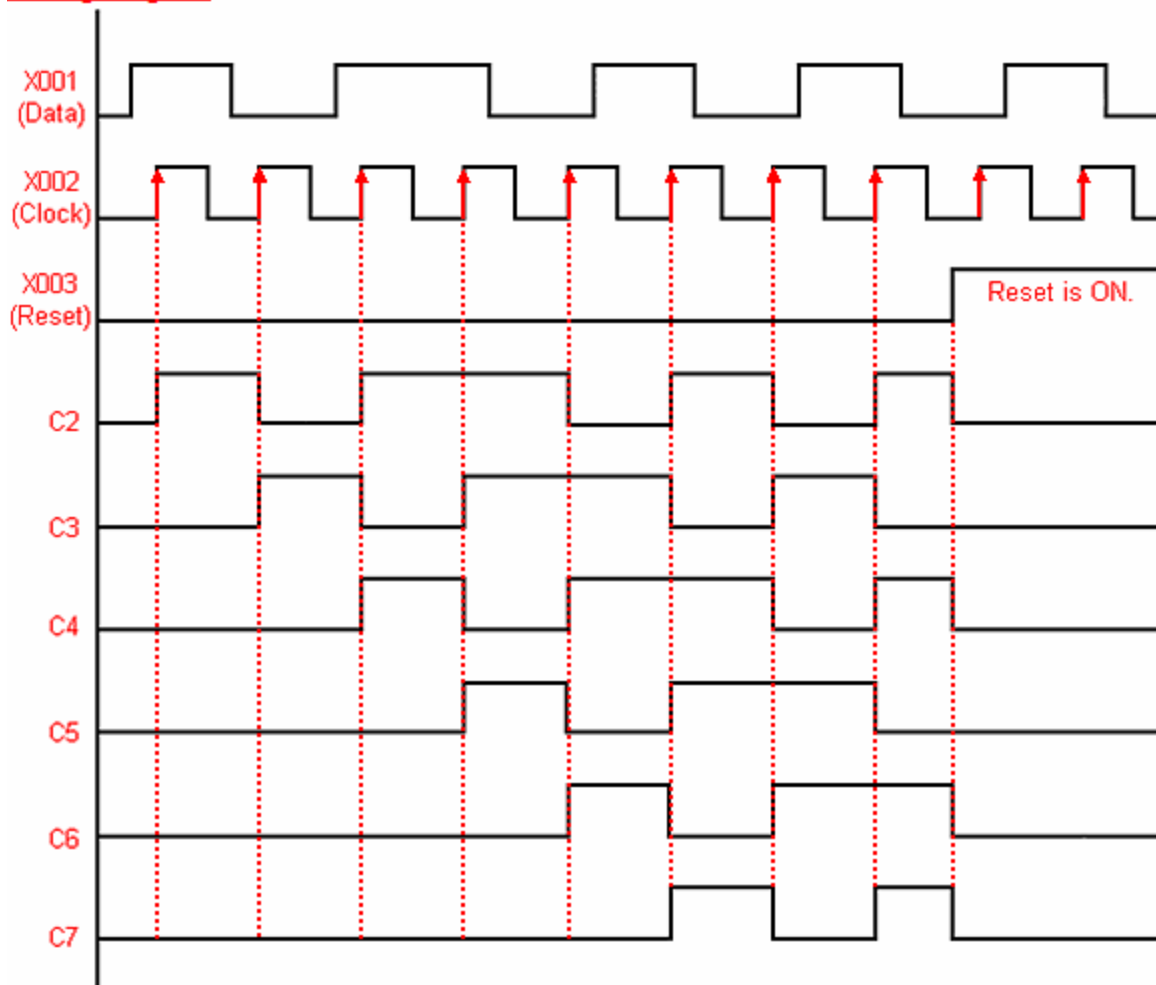 X001
(Data)
X002
(Clock)
X003
(Reset)
Reset is ON.
C2
C3
C4
C5
C6
C7